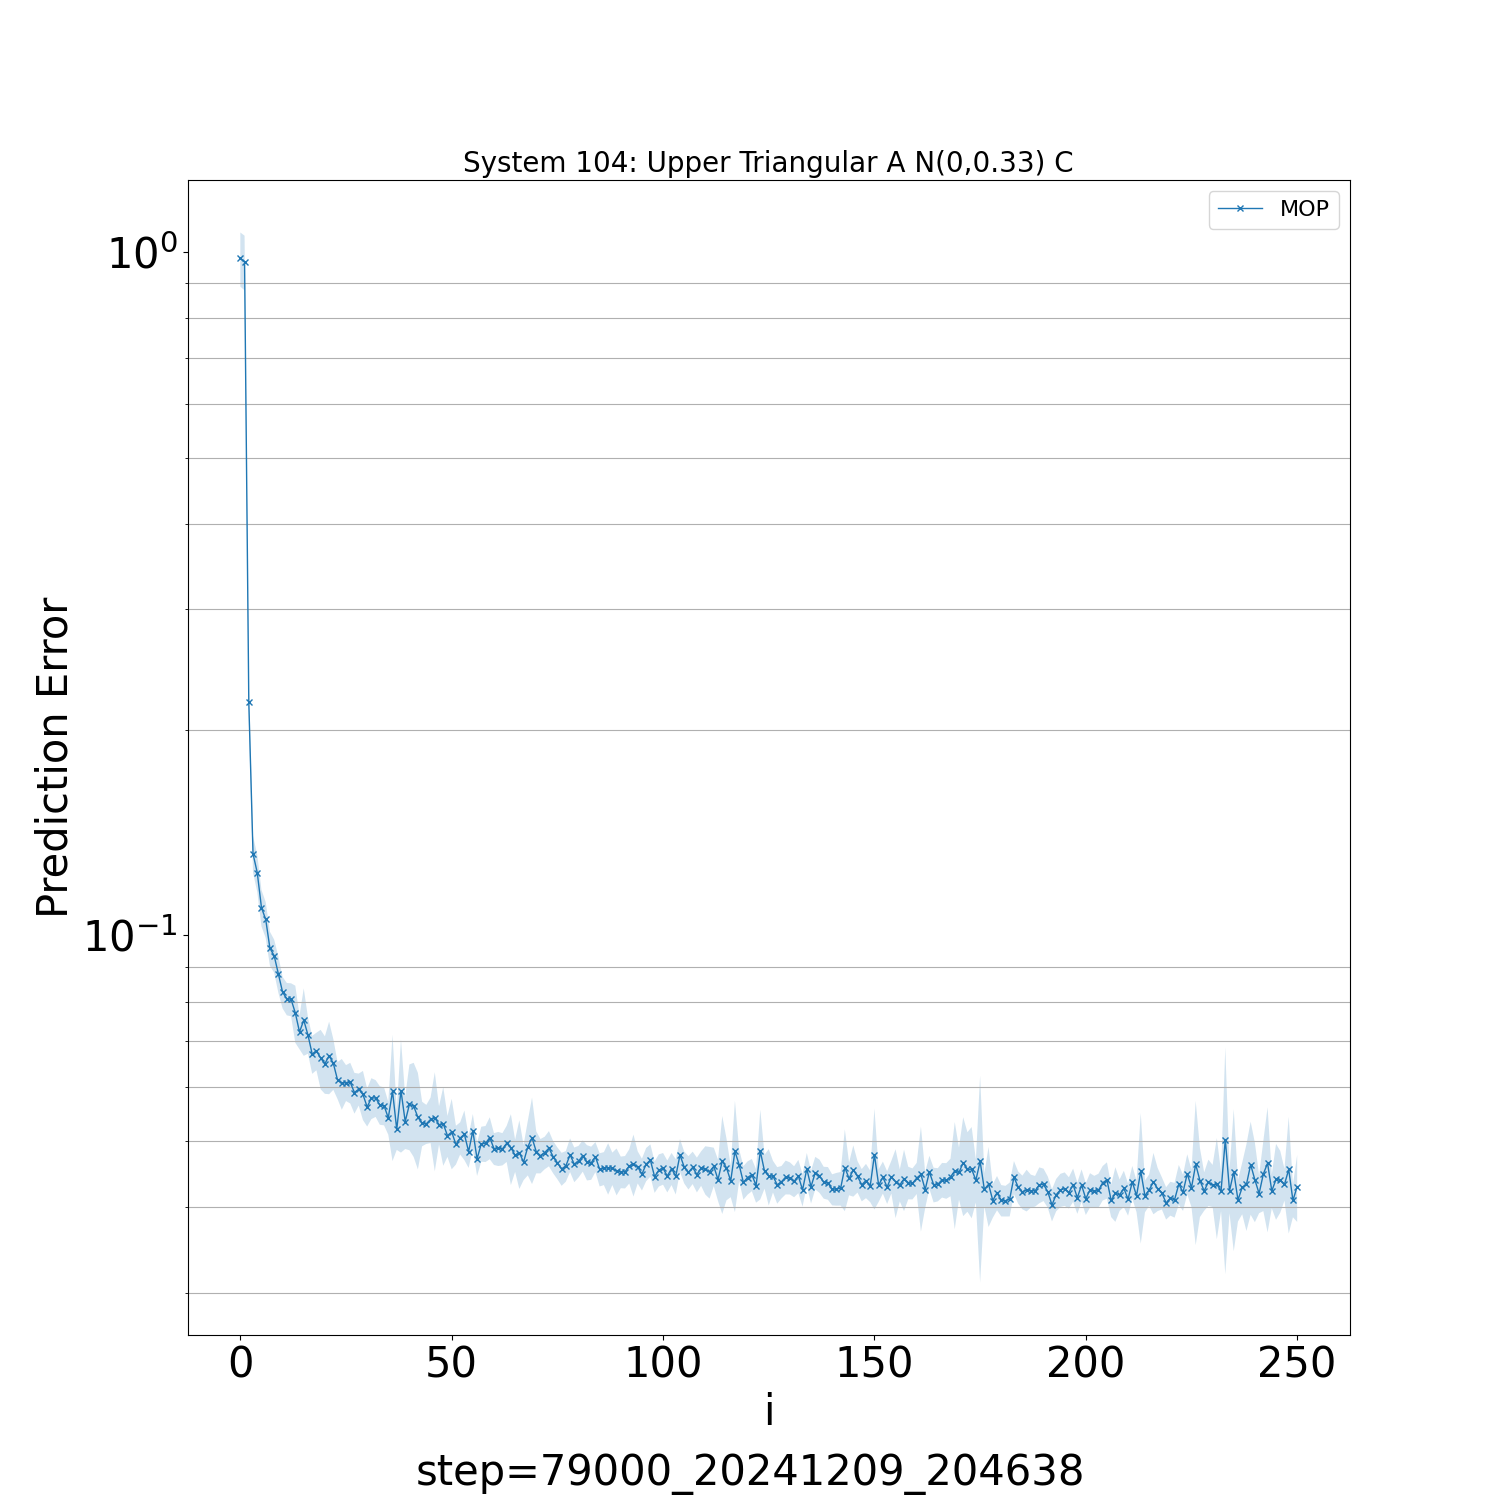 System 104: Upper Triangular A N(0,0.33) C
MOP
10⁰
10⁻¹
Prediction Error
0 50 100 150 200 250
i
step=79000_20241209_204638